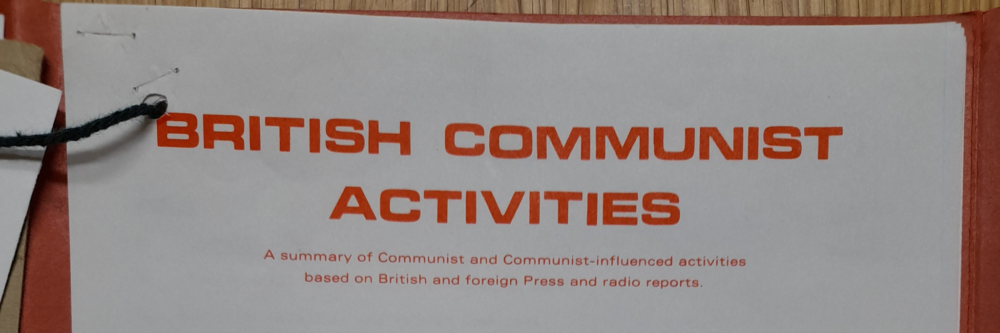 BRITISH COMMUNIST
ACTIVITIES
A summary of Communist and Communist-influenced activities
based on British and foreign Press and radio reports.